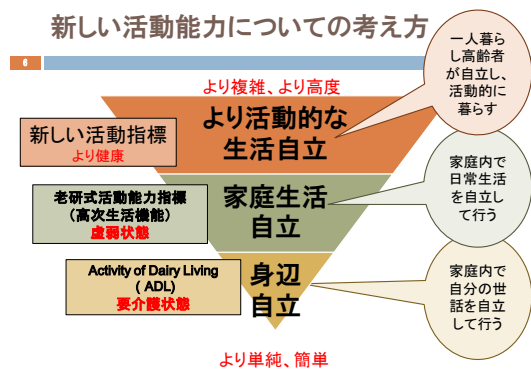 新しい活動能力についての考え方
6
より複雑、より高度
一人暮ら
し高齢者
が自立し、
活動的に
暮らす
新しい活動指標
より健康
より活動的な
生活自立
老研式活動能力指標
（高次生活機能）
虚弱状態
家庭生活
自立
家庭内で
日常生活
を自立し
て行う
Activity of Dairy Living
( ADL)
要介護状態
身辺
自立
家庭内で
自分の世
話を自立
して行う
より単純、簡単